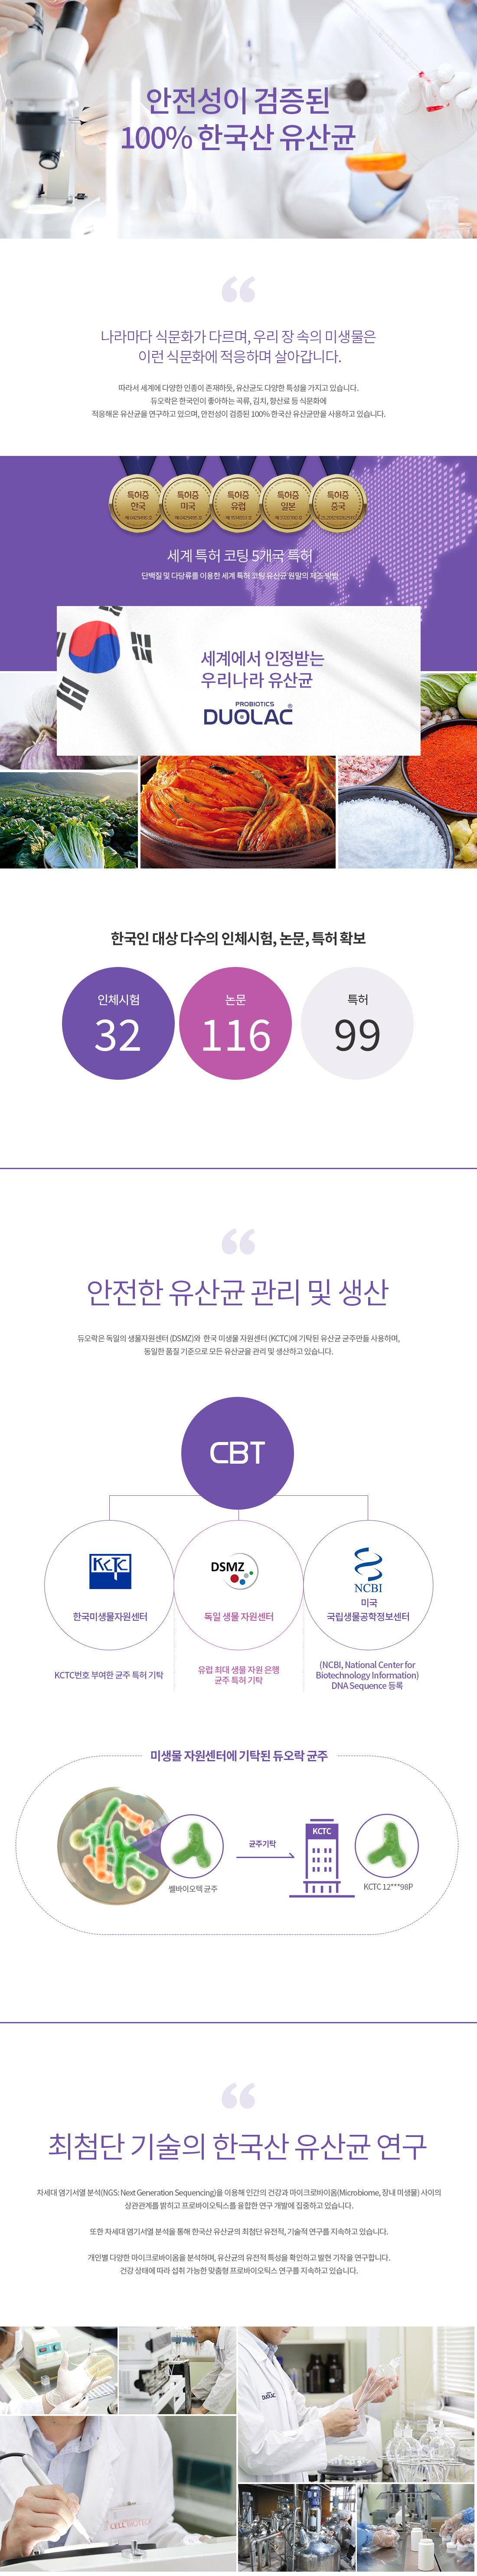 안전성이 검증된
100% 한국산 유산균
나라마다 식문화가 다르며, 우리 장 속의 미생물은
이런 식문화에 적응하며 살아갑니다.
따라서 세계에 다양한 인종이 존재하듯, 유산균도 다양한 특성을 가지고 있습니다.
듀오락은 한국인이 좋아하는 곡류, 김치, 향신료 등 식문화에
적응해온 유산균을 연구하고 있으며, 안전성이 검증된 100% 한국산 유산균만을 사용하고 있습니다.
특허증 특허증 특허증 특허증 특허증
한국 미국 유럽 일본 중국
세계 특허 코팅 5개국 특허
단백질 및 다당류를 이용한 세계 특허 코팅 유산균 원말의 제조 방법
세계에서 인정받는
우리나라 유산균
PROBIOTICS
DUOLAC
한국인 대상 다수의 인체시험, 논문, 특허 확보
인체시험 논문 특허
32 116 99
안전한 유산균 관리 및 생산
듀오락은 독일의 생물자원센터 (DSMZ)와 한국 미생물 자원센터 (KCTC)에 기탁된 유산균 균주만들 사용하며,
동일한 품질 기준으로 모든 유산균을 관리 및 생산하고 있습니다.
CBT
KCTC
한국미생물자원센터
DSMZ
독일 생물 자원센터
NCBI
미국
국립생물공학정보센터
KCTC번호 부여한 균주 특허 기탁
유럽 최대 생물 자원 은행
균주 특허 기탁
(NCBI, National Center for
Biotechnology Information)
DNA Sequence 등록
미생물 자원센터에 기탁된 듀오락 균주
쎌바이오텍 균주
균주기탁
KCTC
KCTC 12***98P
최첨단 기술의 한국산 유산균 연구
차세대 염기서열 분석(NGS: Next Generation Sequencing)을 이용해 인간의 건강과 마이크로바이옴(Microbiome, 장내 미생물) 사이의
상관관계를 밝히고 프로바이오틱스를 융합한 연구 개발에 집중하고 있습니다.
또한 차세대 염기서열 분석을 통해 한국산 유산균의 최첨단 유전적, 기술적 연구를 지속하고 있습니다.
개인별 다양한 마이크로바이옴을 분석하며, 유산균의 유전적 특성을 확인하고 발현 기작을 연구합니다.
건강 상태에 따라 섭취 가능한 맞춤형 프로바이오틱스 연구를 지속하고 있습니다.
DUOLAC
CELL BIOTECH